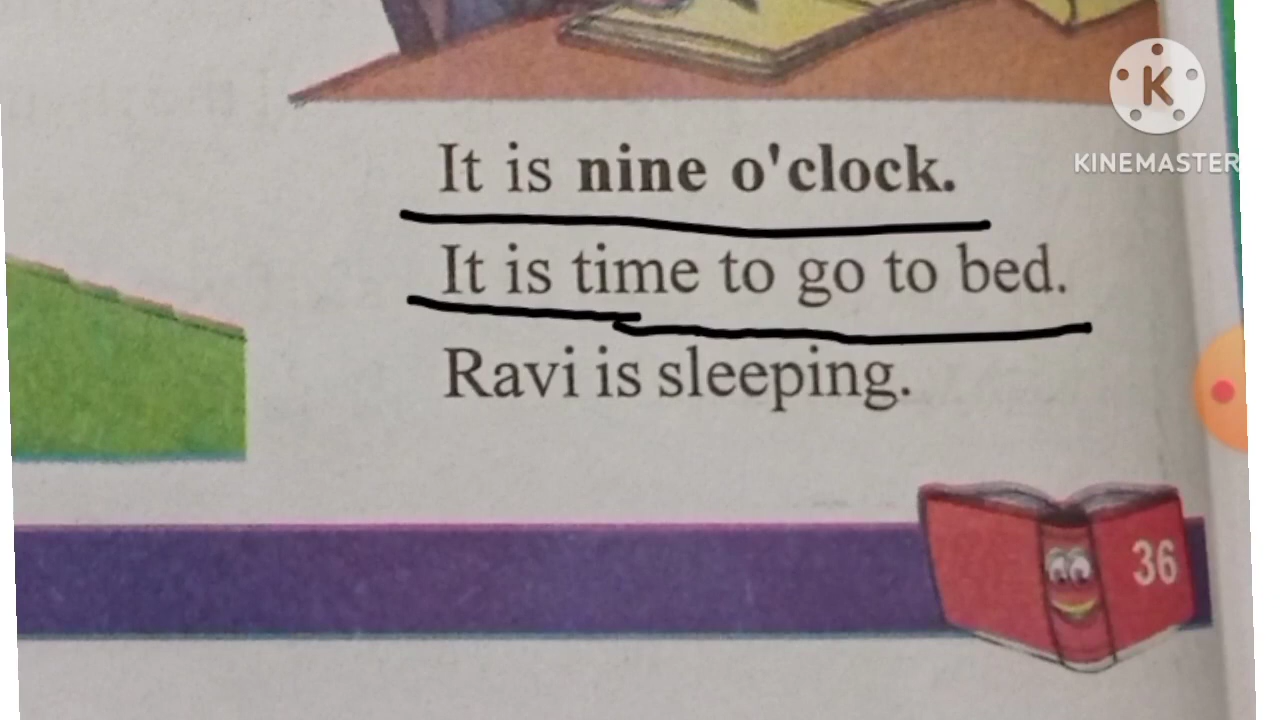 K
KINEMASTER
It is nine o'clock.
It is time to go to bed.
Ravi is sleeping.
36